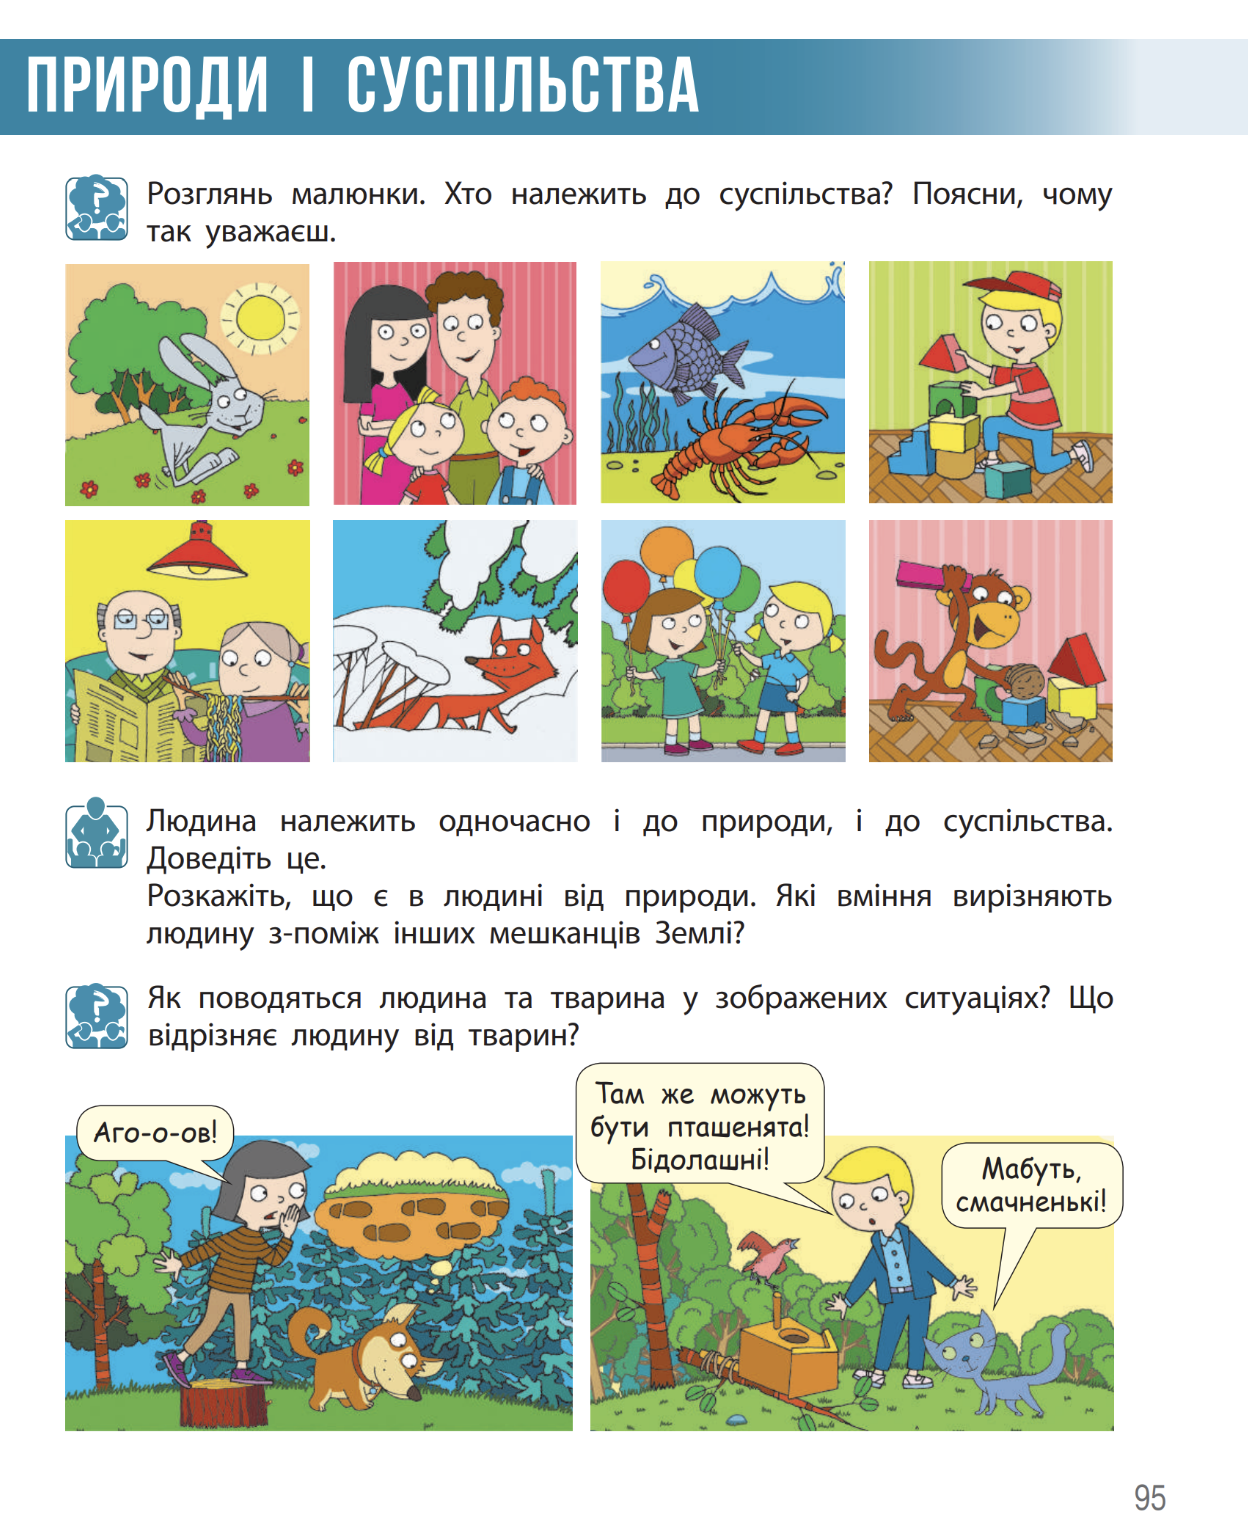 ПРИРОДИ І СУСПІЛЬСТВА
Розглянь малюнки. Хто належить до суспільства? Поясни, чому
так уважаєш.
Людина належить одночасно і до природи, і до суспільства.
Доведіть це.
Розкажіть, що є в людині від природи. Які вміння вирізняють
людину з-поміж інших мешканців Землі?
Як поводяться людина та тварина у зображених ситуаціях? Що
відрізняє людину від тварин?
Аго-о-ов!
Там же можуть
бути пташенята!
Бідолашні!
Мабуть,
смачненькі!
95